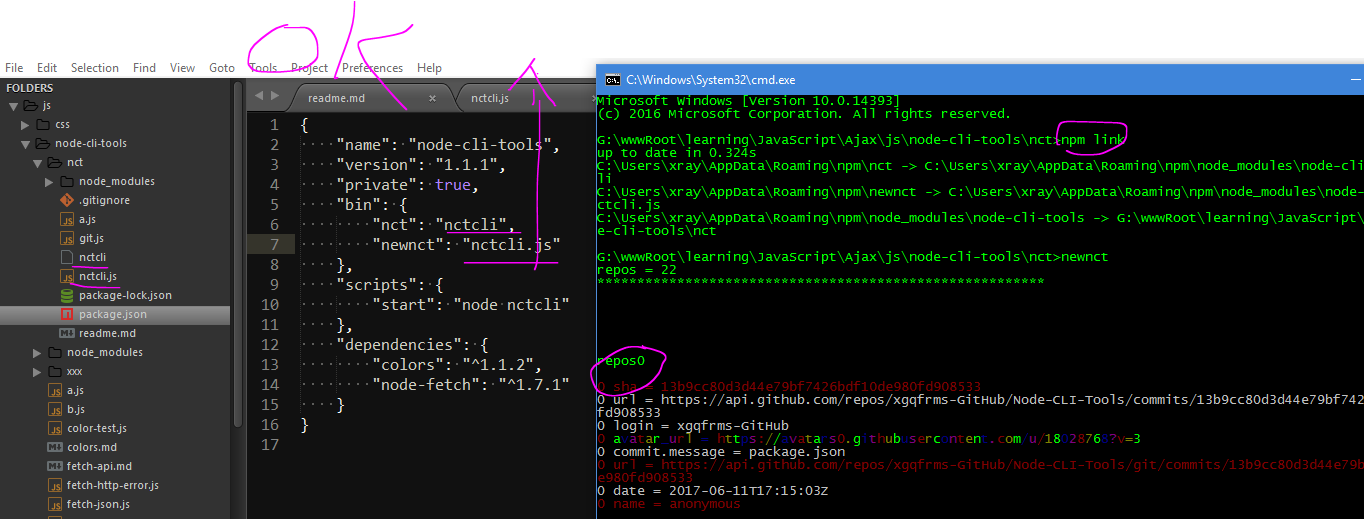 OK
File Edit Selection Find View Goto Tools Project Preferences Help
FOLDERS
js
css
node-cli-tools
nct
node_modules
.gitignore
a.js
git.js
nctcli
nctcli.js
package-lock.json
package.json
readme.md
node_modules
xxx
a.js
b.js
color-test.js
colors.md
fetch-api.md
fetch-http-error.js
fetch-json.js
readme.md × nctcli.js
1 {
2 "name": "node-cli-tools",
3 "version": "1.1.1",
4 "private": true,
5 "bin": {
6 "nct": "nctcli",
7 "newnct": "nctcli.js"
8 },
9 "scripts": {
10 "start": "node nctcli"
11 },
12 "dependencies": {
13 "colors": "^1.1.2",
14 "node-fetch": "^1.7.1"
15 }
16 }
17
C:\Windows\System32\cmd.exe
Microsoft Windows [Version 10.0.14393]
(c) 2016 Microsoft Corporation. All rights reserved.
G:\wwwRoot\learning\JavaScript\Ajax\js\node-cli-tools\nct>npm link
up to date in 0.324s
C:\Users\xray\AppData\Roaming\npm\nct -> C:\Users\xray\AppData\Roaming\npm\node_modules\node-cli
li
C:\Users\xray\AppData\Roaming\npm\newnct -> C:\Users\xray\AppData\Roaming\npm\node_modules\node-
ctcli.js
C:\Users\xray\AppData\Roaming\npm\node_modules\node-cli-tools -> G:\wwwRoot\learning\JavaScript\
e-cli-tools\nct
G:\wwwRoot\learning\JavaScript\Ajax\js\node-cli-tools\nct>newnct
repos = 22
********************************************************
repos0
0 sha = 13b9cc80d3d44e79bf7426bdf10de980fd908533
0 url = https://api.github.com/repos/xgqfrms-GitHub/Node-CLI-Tools/commits/13b9cc80d3d44e79bf742
fd908533
0 login = xgqfrms-GitHub
0 avatar_url = https://avatars0.githubusercontent.com/u/18028768?v=3
0 commit.message = package.json
0 url = https://api.github.com/repos/xgqfrms-GitHub/Node-CLI-Tools/git/commits/13b9cc80d3d44e79b
e980fd908533
0 date = 2017-06-11T17:15:03Z
0 name = anonymous